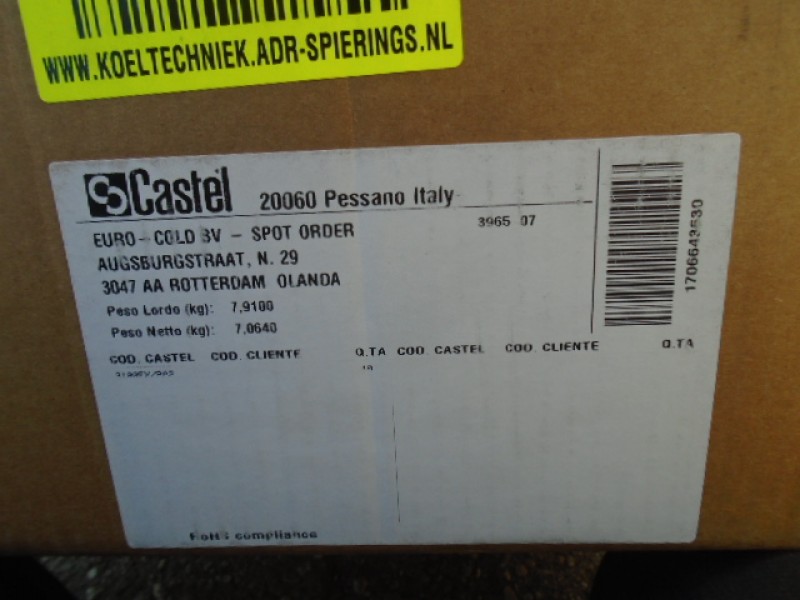 WWW.KOELTECHNIEK.ADR-SPIERINGS.NL
Castel 20060 Pessano Italy
3965 07
EURO-COLD BV - SPOT ORDER
AUGSBURGSTRAAT, N. 29
3047 AA ROTTERDAM OLANDA
Peso Lordo (kg): 7,9100
Peso Netto (kg): 7,0640
COD. CASTEL COD. CLIENTE Q.TA COD. CASTEL COD. CLIENTE Q.TA
RoHS compliance